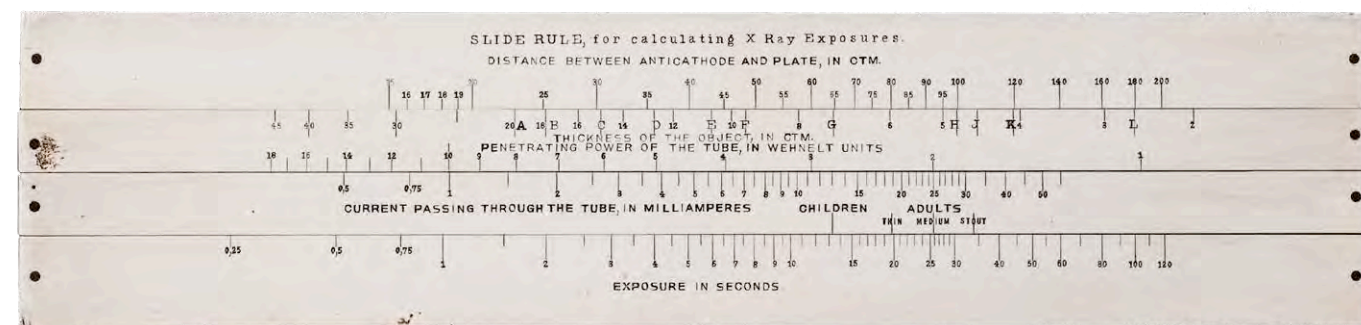 SLIDE RULE, for calculating X Ray Exposures.
DISTANCE BETWEEN ANTICATHODE AND PLATE, IN CTM.
15 16 17 18 19 20 25 30 35 40 45 50 55 60 65 70 75 80 85 90 95 100 120 140 160 180 200
45 40 35 30 20 A 18 B 16 C 14 D 12 E 10 F 8 G 6 5 H J K 4 3 L 2
THICKNESS OF THE OBJECT, IN CTM.
PENETRATING POWER OF THE TUBE, IN WEHNELT UNITS
18 16 14 12 10 9 8 7 6 5 4 3 2 1
0,5 0,75 1 2 3 4 5 6 7 8 9 10 15 20 25 30 40 50
CURRENT PASSING THROUGH THE TUBE, IN MILLIAMPERES CHILDREN ADULTS
THIN MEDIUM STOUT
0,25 0,5 0,75 1 2 3 4 5 6 7 8 9 10 15 20 25 30 40 50 60 80 100 120
EXPOSURE IN SECONDS